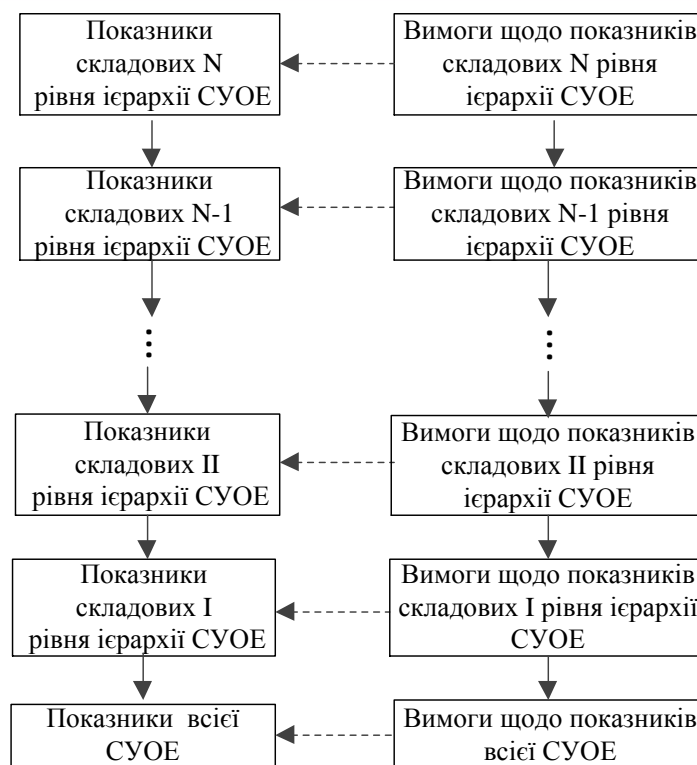 Показники
складових N
рівня ієрархії СУОЕ
Вимоги щодо показників
складових N рівня
ієрархії СУОЕ
Показники
складових N-1
рівня ієрархії СУОЕ
Вимоги щодо показників
складових N-1 рівня
ієрархії СУОЕ
Показники
складових II
рівня ієрархії СУОЕ
Вимоги щодо показників
складових II рівня
ієрархії СУОЕ
Показники
складових I
рівня ієрархії СУОЕ
Вимоги щодо показників
складових I рівня ієрархії
СУОЕ
Показники всієї
СУОЕ
Вимоги щодо показників
всієї СУОЕ